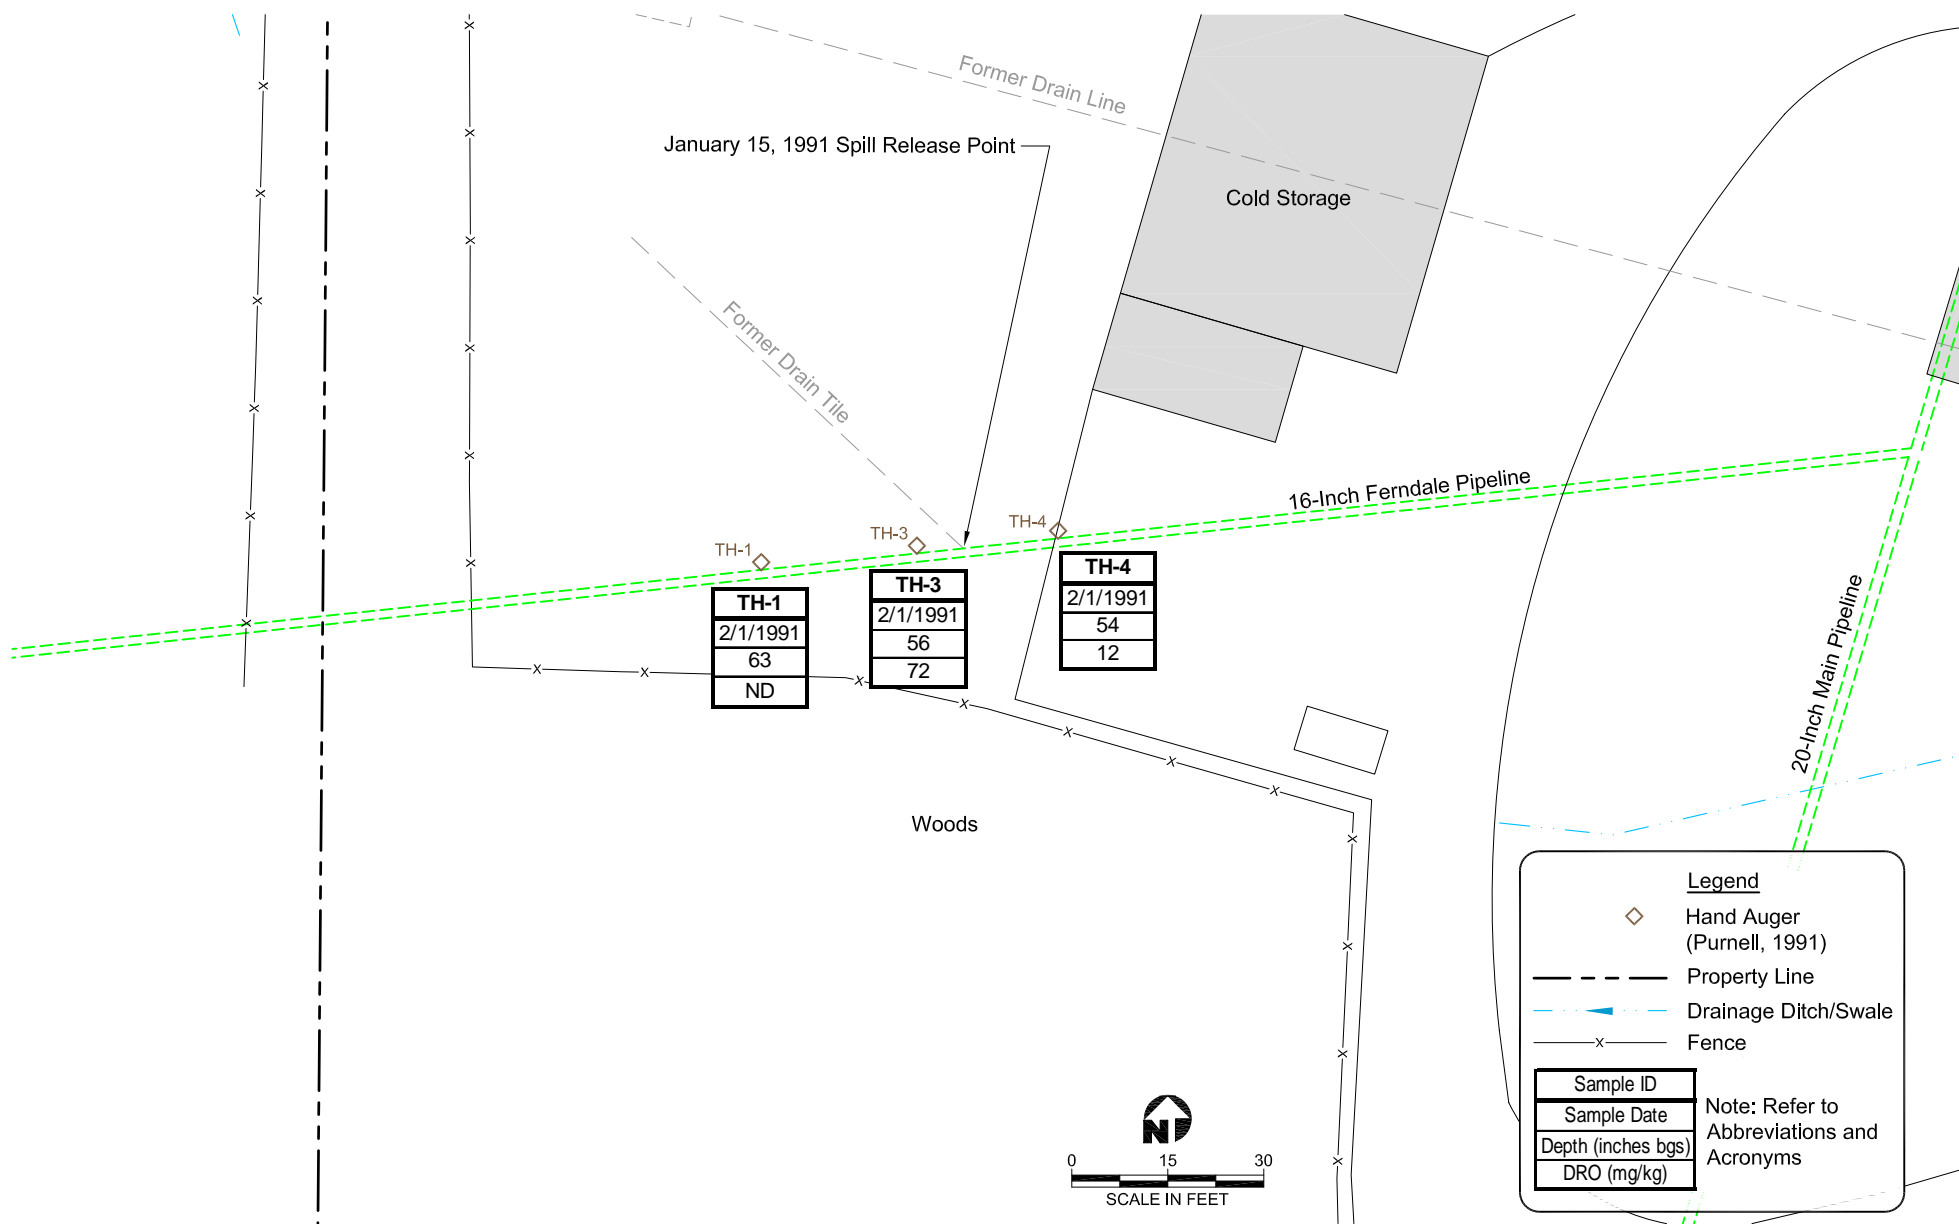 Former Drain Line
January 15, 1991 Spill Release Point
Cold Storage
Former Drain Tile
16-Inch Ferndale Pipeline
TH-4
TH-3
TH-1
TH-4
2/1/1991
54
12
TH-3
2/1/1991
56
72
TH-1
2/1/1991
63
ND
20-Inch Main Pipeline
Woods
Legend
Hand Auger
(Purnell, 1991)
Property Line
Drainage Ditch/Swale
x
Fence
Sample ID
Sample Date
Depth (inches bgs)
DRO (mg/kg)
Note: Refer to
Abbreviations and
Acronyms
N
0 15 30
SCALE IN FEET